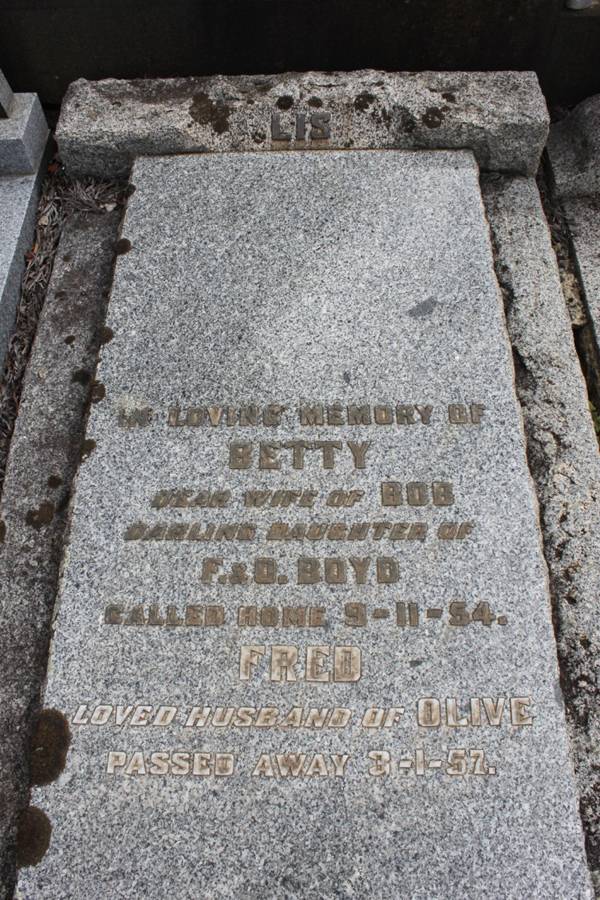 LIS
IN LOVING MEMORY OF
BETTY
DEAR WIFE OF BOB
DARLING DAUGHTER OF
F. & O. BOYD
CALLED HOME 9-11-54.
FRED
LOVED HUSBAND OF OLIVE
PASSED AWAY 3-1-57.